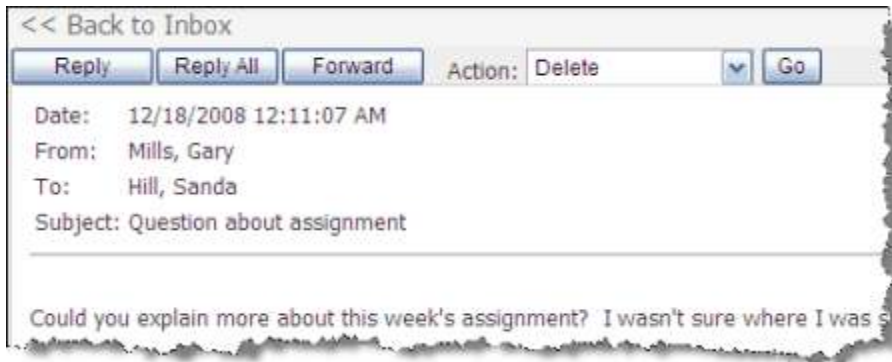 << Back to Inbox
Reply Reply All Forward Action: Delete Go
Date: 12/18/2008 12:11:07 AM
From: Mills, Gary
To: Hill, Sanda
Subject: Question about assignment
Could you explain more about this week's assignment? I wasn't sure where I was